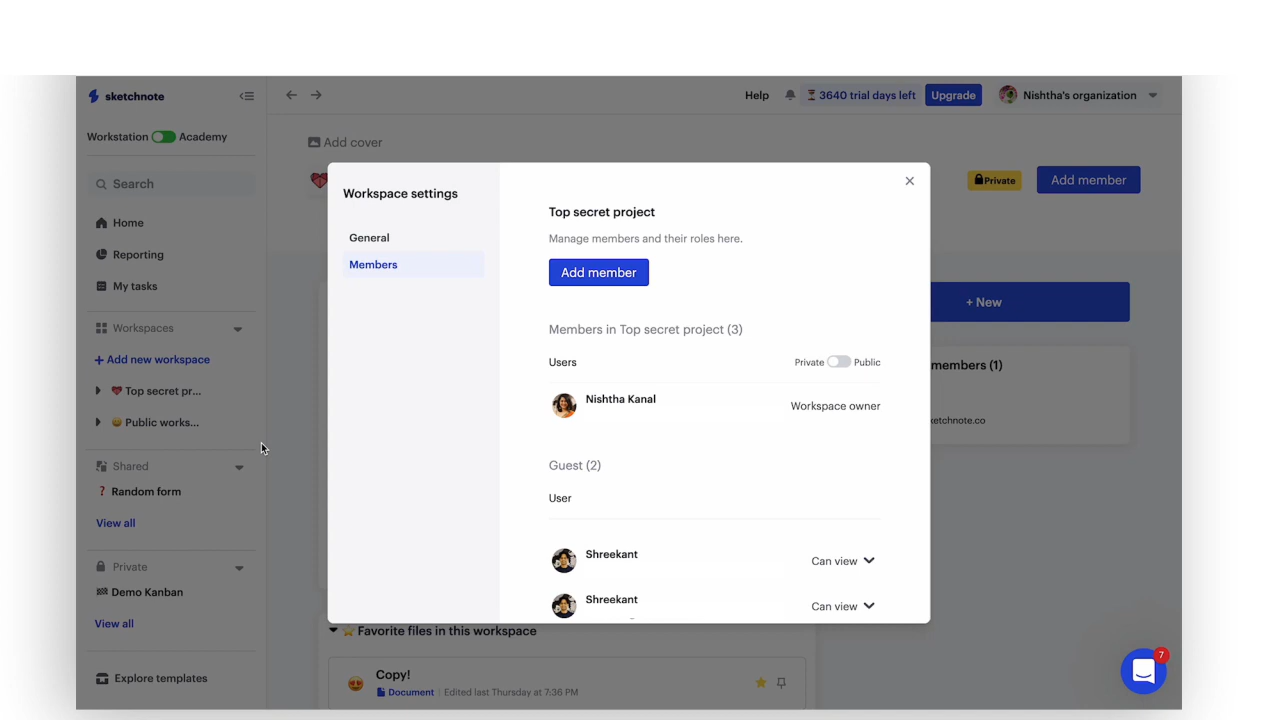 sketchnote
Help
3640 trial days left
Upgrade
Nishtha's organization
Workstation Academy
Add cover
Search
Private
Add member
Home
Reporting
My tasks
Workspaces
+ Add new workspace
Top secret pr...
Public works...
Shared
Random form
View all
Private
Demo Kanban
View all
Explore templates
Workspace settings
General
Members
Top secret project
Manage members and their roles here.
Add member
Members in Top secret project (3)
Users
Private Public
Nishtha Kanal
Workspace owner
Guest (2)
User
Shreekant
Can view
Shreekant
Can view
+ New
members (1)
ketchnote.co
Favorite files in this workspace
Copy!
Document | Edited last Thursday at 7:36 PM
7